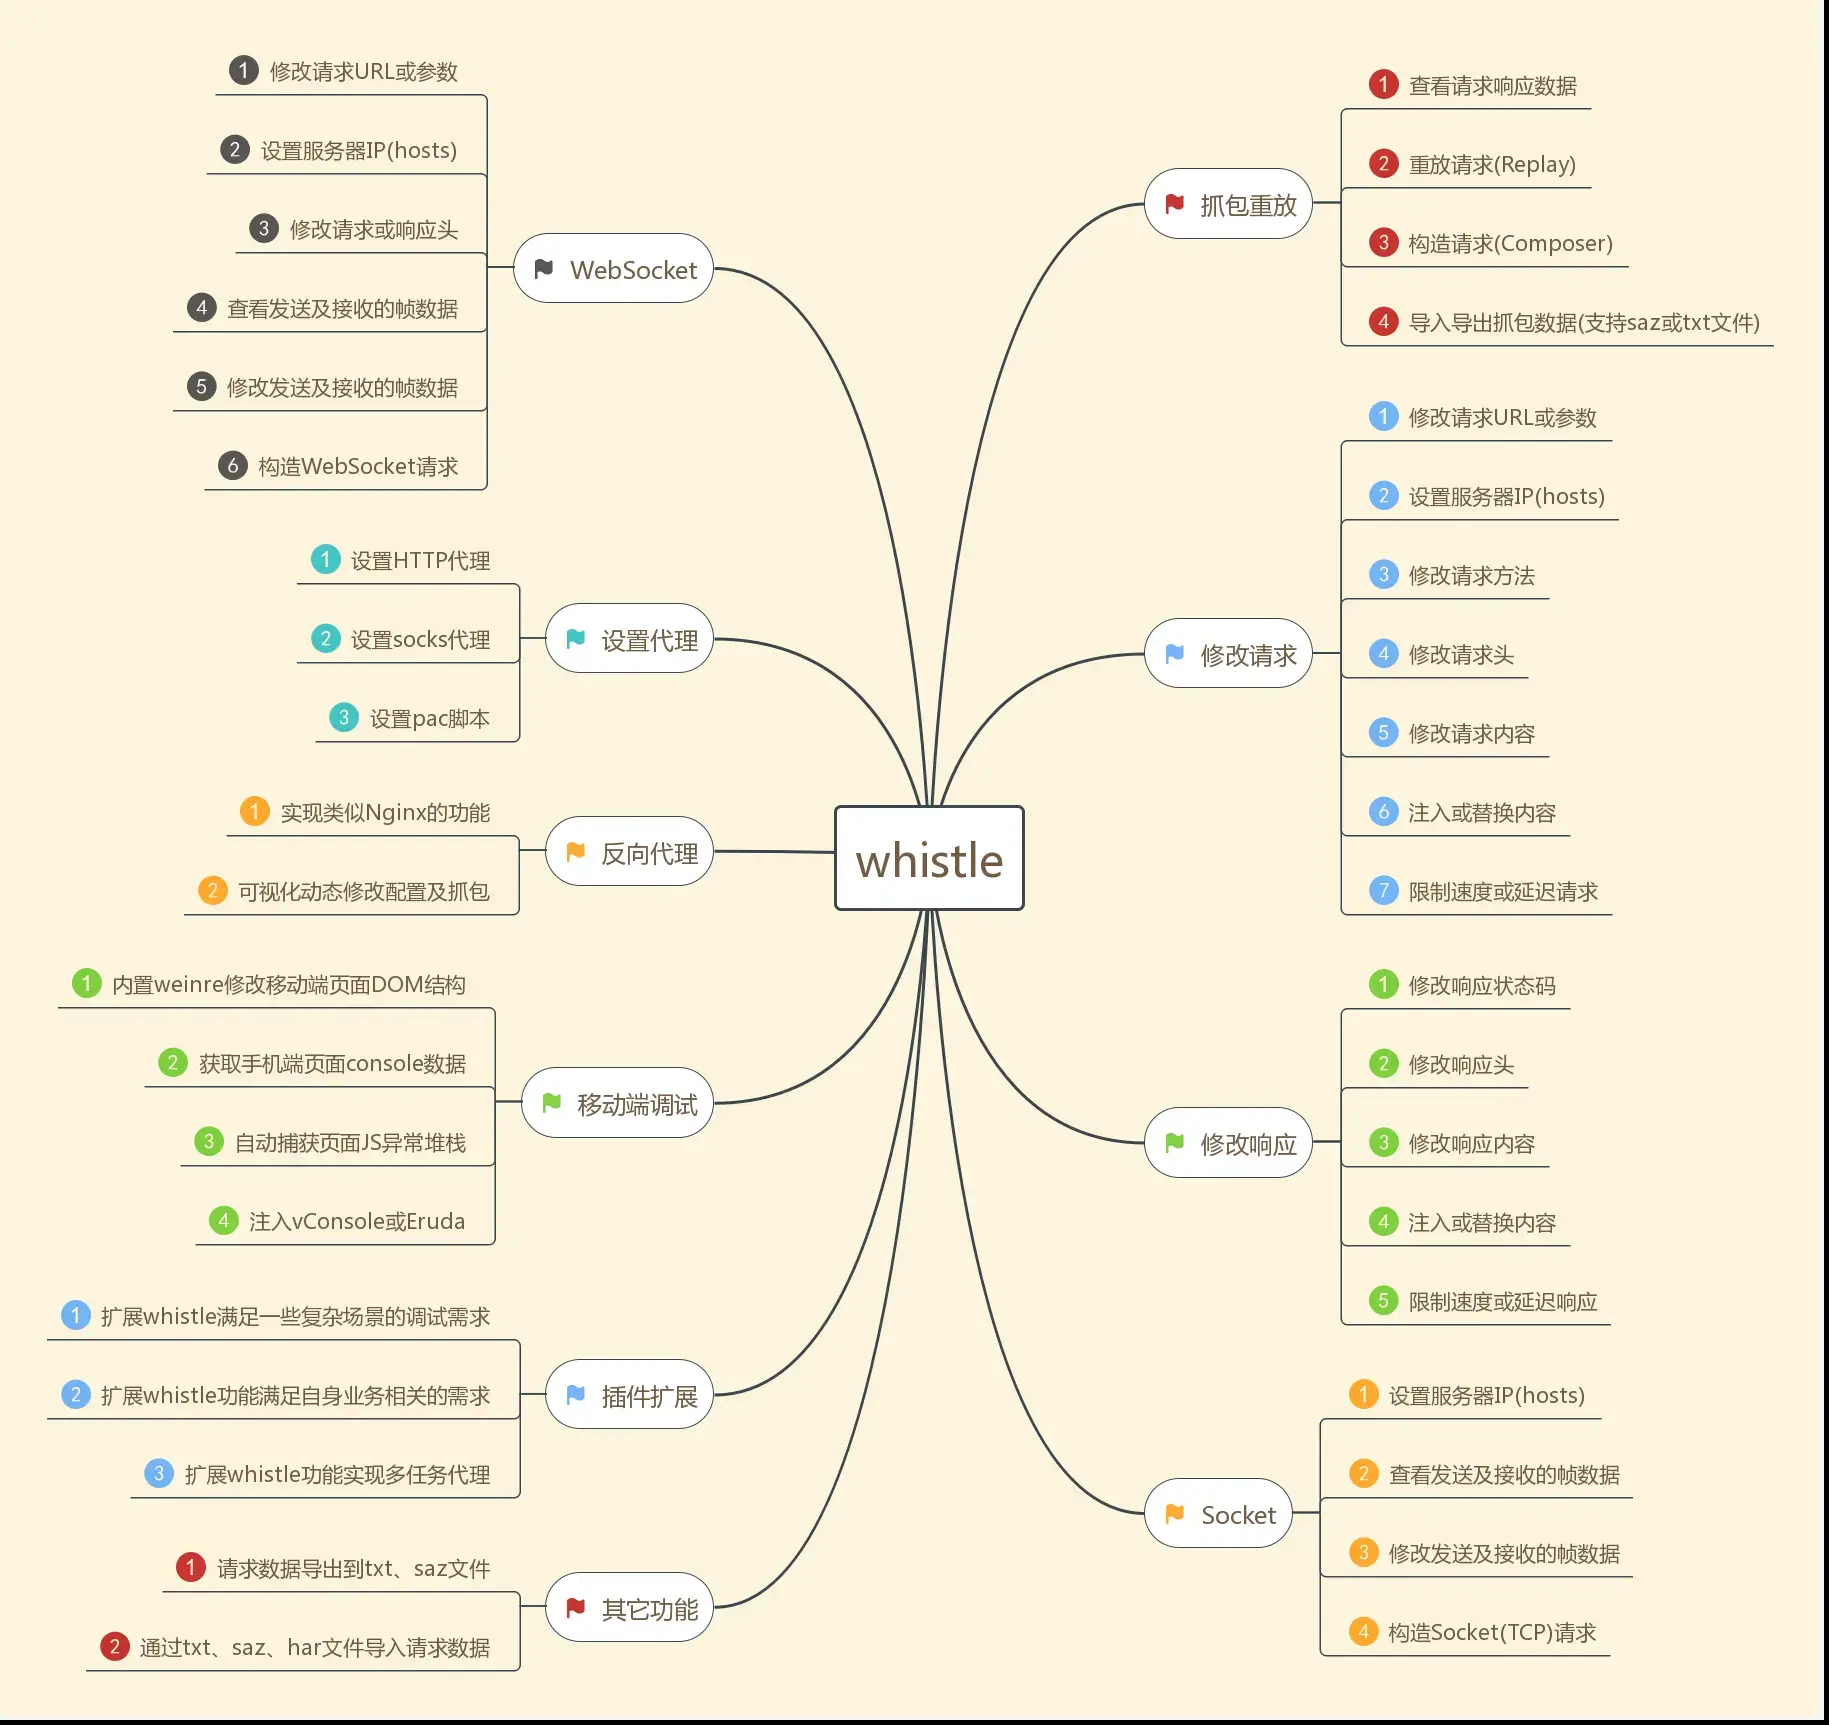 whistle
抓包重放
1 查看请求响应数据
2 重放请求(Replay)
3 构造请求(Composer)
4 导入导出抓包数据(支持saz或txt文件)
修改请求
1 修改请求URL或参数
2 设置服务器IP(hosts)
3 修改请求方法
4 修改请求头
5 修改请求内容
6 注入或替换内容
7 限制速度或延迟请求
修改响应
1 修改响应状态码
2 修改响应头
3 修改响应内容
4 注入或替换内容
5 限制速度或延迟响应
Socket
1 设置服务器IP(hosts)
2 查看发送及接收的帧数据
3 修改发送及接收的帧数据
4 构造Socket(TCP)请求
WebSocket
1 修改请求URL或参数
2 设置服务器IP(hosts)
3 修改请求或响应头
4 查看发送及接收的帧数据
5 修改发送及接收的帧数据
6 构造WebSocket请求
设置代理
1 设置HTTP代理
2 设置socks代理
3 设置pac脚本
反向代理
1 实现类似Nginx的功能
2 可视化动态修改配置及抓包
移动端调试
1 内置weinre修改移动端页面DOM结构
2 获取手机端页面console数据
3 自动捕获页面JS异常堆栈
4 注入vConsole或Eruda
插件扩展
1 扩展whistle满足一些复杂场景的调试需求
2 扩展whistle功能满足自身业务相关的需求
3 扩展whistle功能实现多任务代理
其它功能
1 请求数据导出到txt、saz文件
2 通过txt、saz、har文件导入请求数据